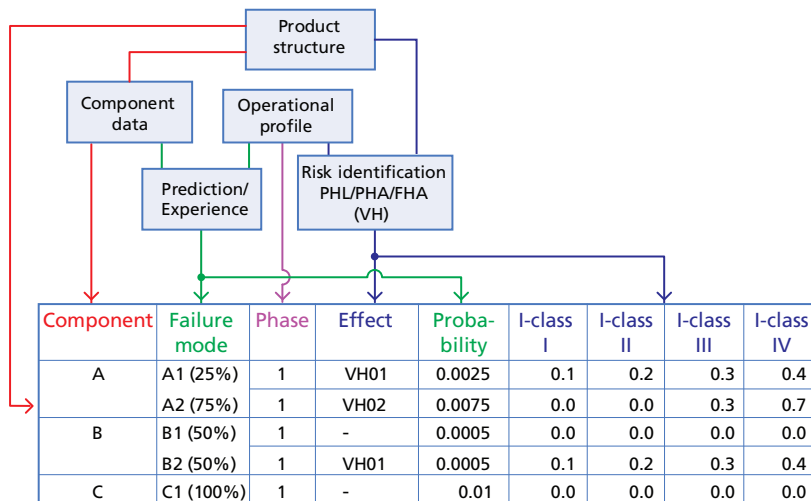 Product
structure
Component
data
Operational
profile
Prediction/
Experience
Risk identification
PHL/PHA/FHA
(VH)
Component Failure mode Phase Effect Proba-bility I-class I I-class II I-class III I-class IV
A A1 (25%) 1 VH01 0.0025 0.1 0.2 0.3 0.4
A2 (75%) 1 VH02 0.0075 0.0 0.0 0.3 0.7
B B1 (50%) 1 - 0.0005 0.0 0.0 0.0 0.0
B2 (50%) 1 VH01 0.0005 0.1 0.2 0.3 0.4
C C1 (100%) 1 - 0.01 0.0 0.0 0.0 0.0